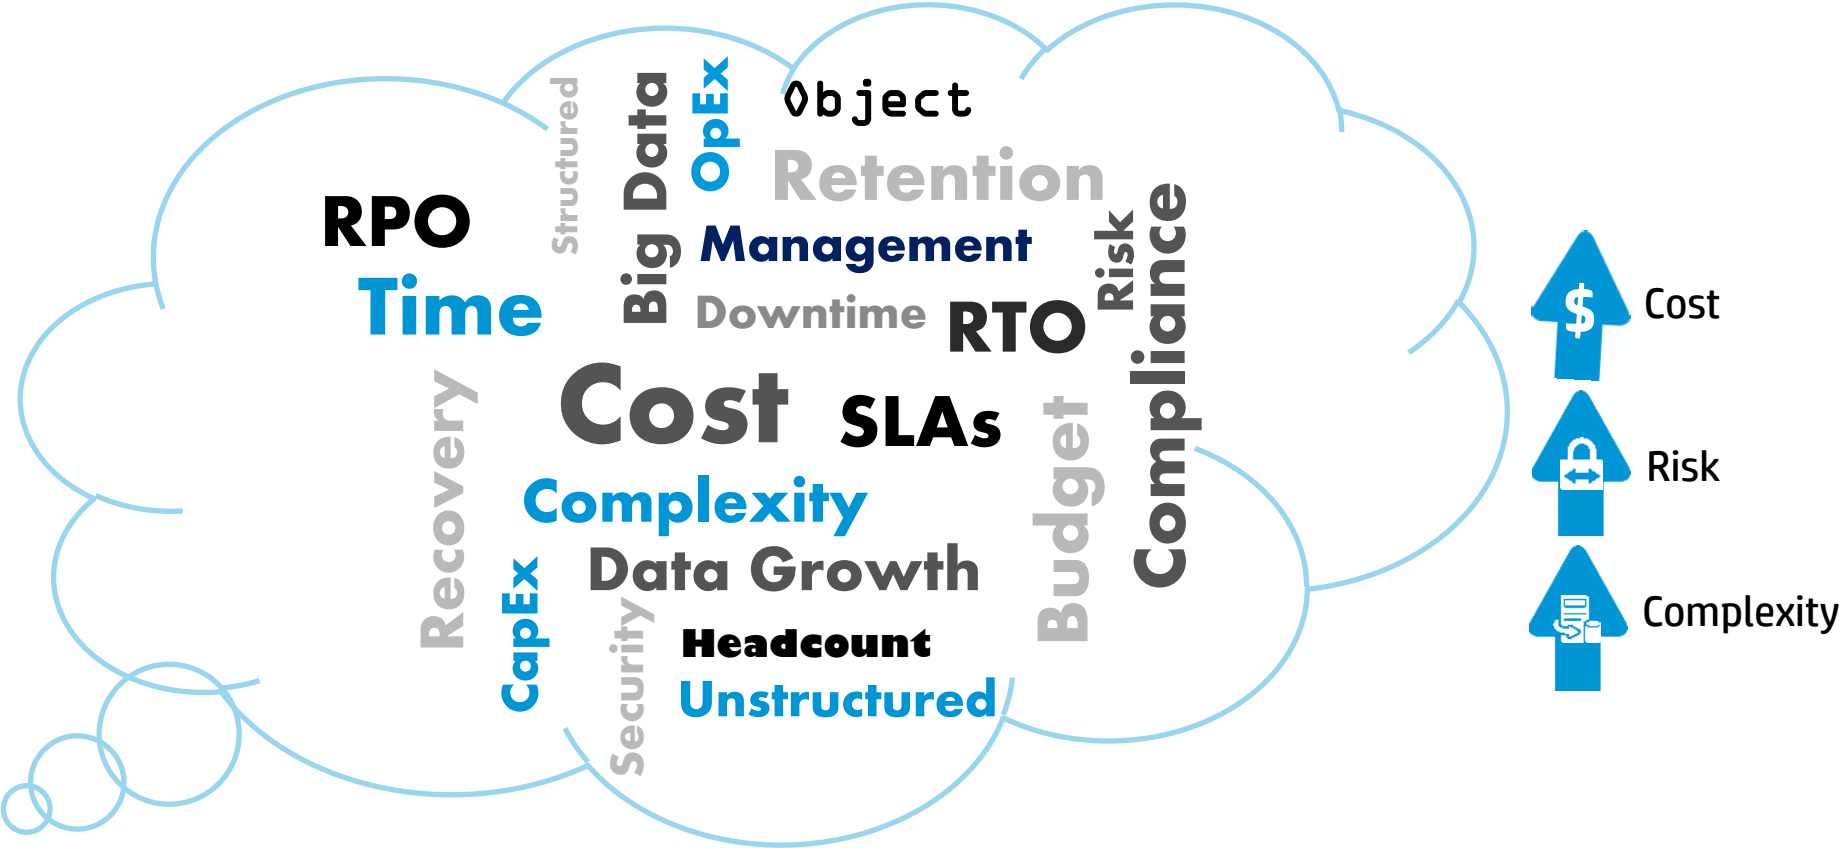 Structured
Big Data
OpEx
Object
Retention
RPO
Management
Risk
Compliance
Time
Downtime
RTO
Cost
SLAs
Recovery
Budget
Complexity
Data Growth
CapEx
Security
Headcount
Unstructured
$
Cost
Risk
Complexity